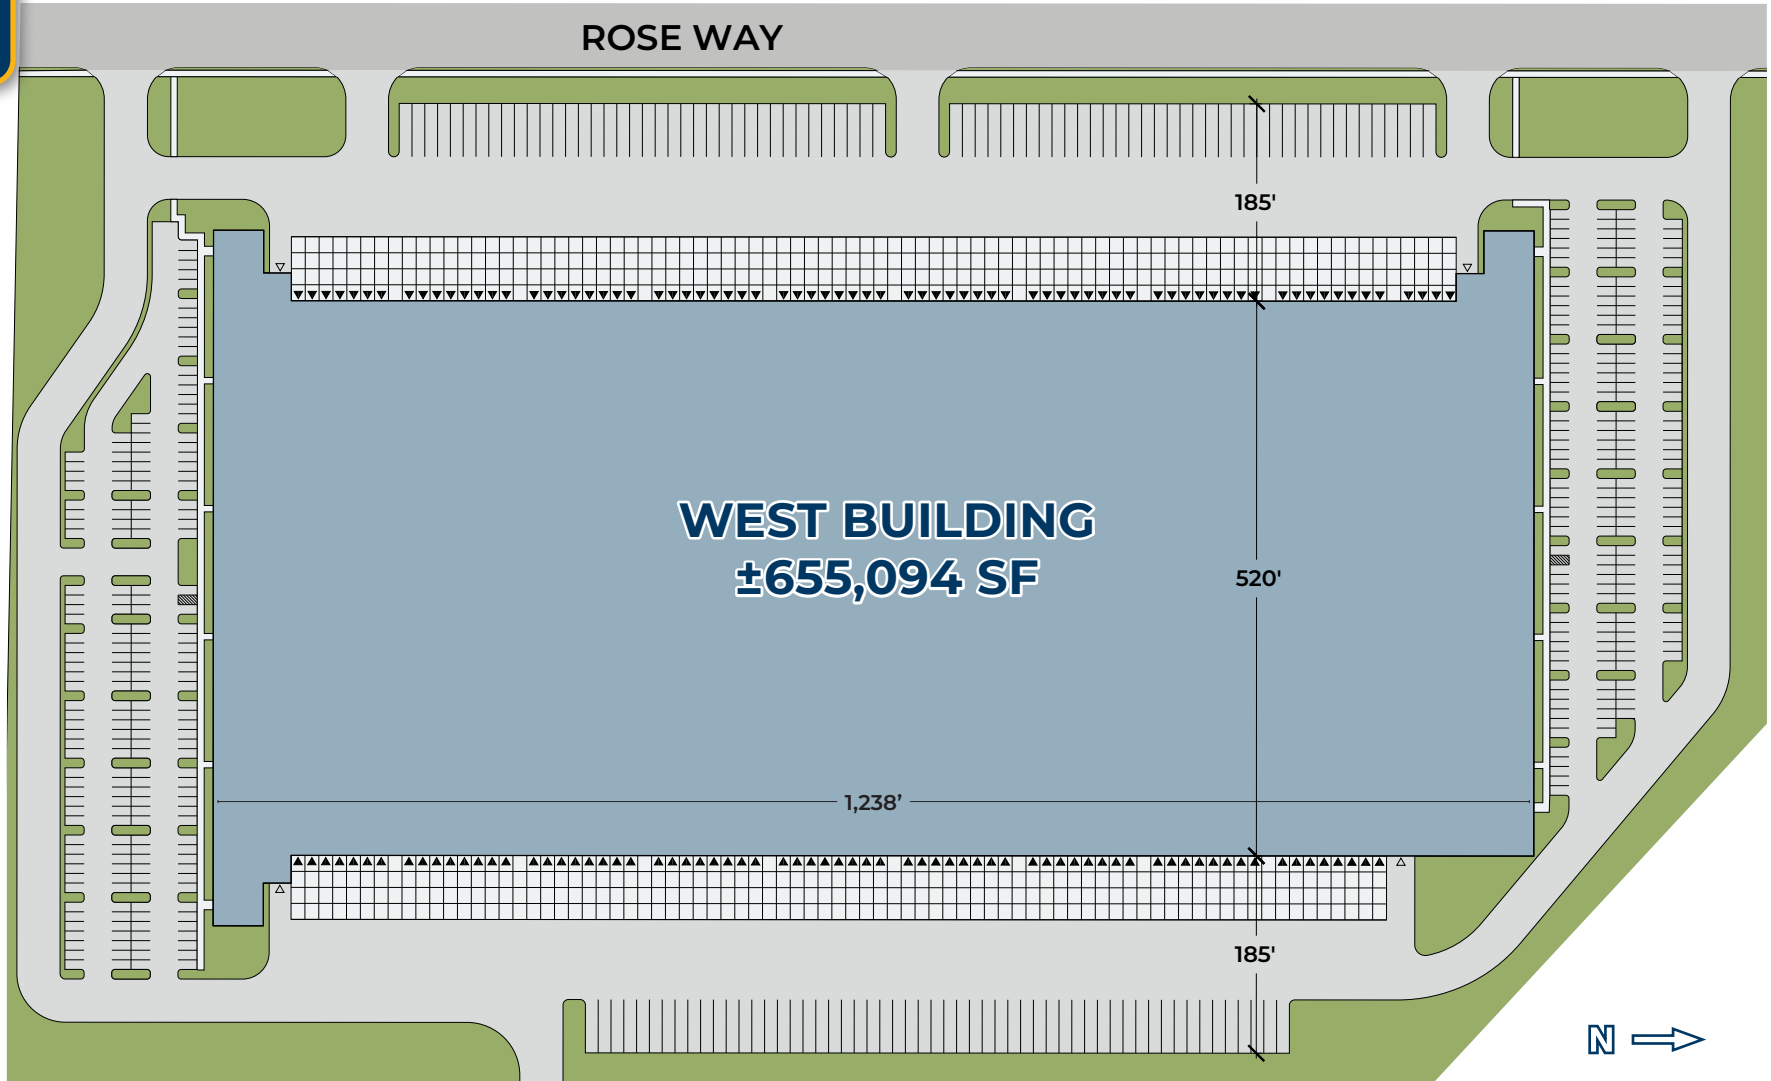 ROSE WAY
185'
WEST BUILDING
±655,094 SF
520'
1,238’
185'
N